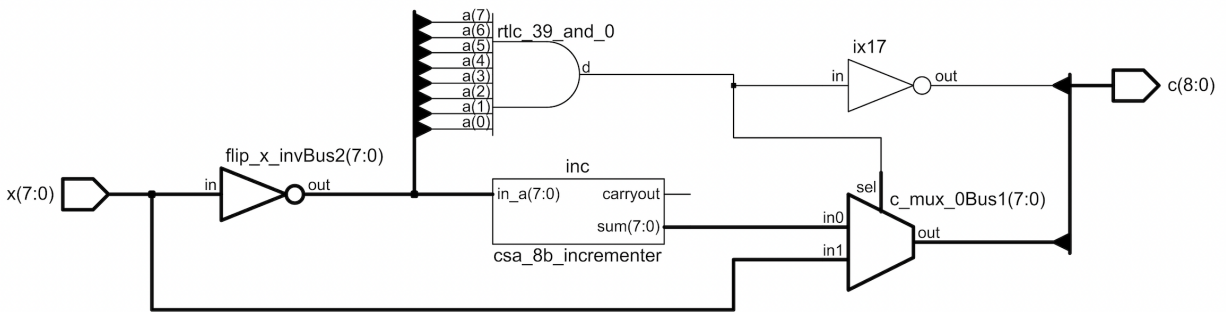 a(7)
a(6)
a(5)
a(4)
a(3)
a(2)
a(1)
a(0)
rtlc_39_and_0
d
ix17
in
out
c(8:0)
flip_x_invBus2(7:0)
x(7:0)
in
out
inc
in_a(7:0)
carryout
sum(7:0)
csa_8b_incrementer
sel
c_mux_0Bus1(7:0)
in0
in1
out